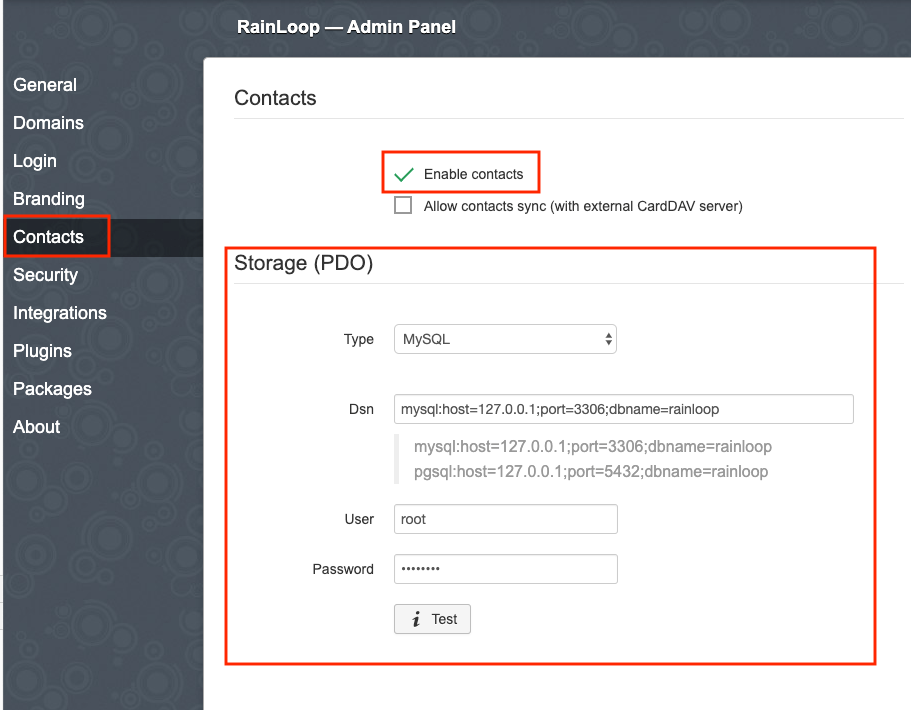 RainLoop — Admin Panel
General
Domains
Login
Branding
Contacts
Security
Integrations
Plugins
Packages
About
Contacts
Enable contacts
Allow contacts sync (with external CardDAV server)
Storage (PDO)
Type MySQL
Dsn mysql:host=127.0.0.1;port=3306;dbname=rainloop
mysql:host=127.0.0.1;port=3306;dbname=rainloop
pgsql:host=127.0.0.1;port=5432;dbname=rainloop
User root
Password ••••••••
i Test